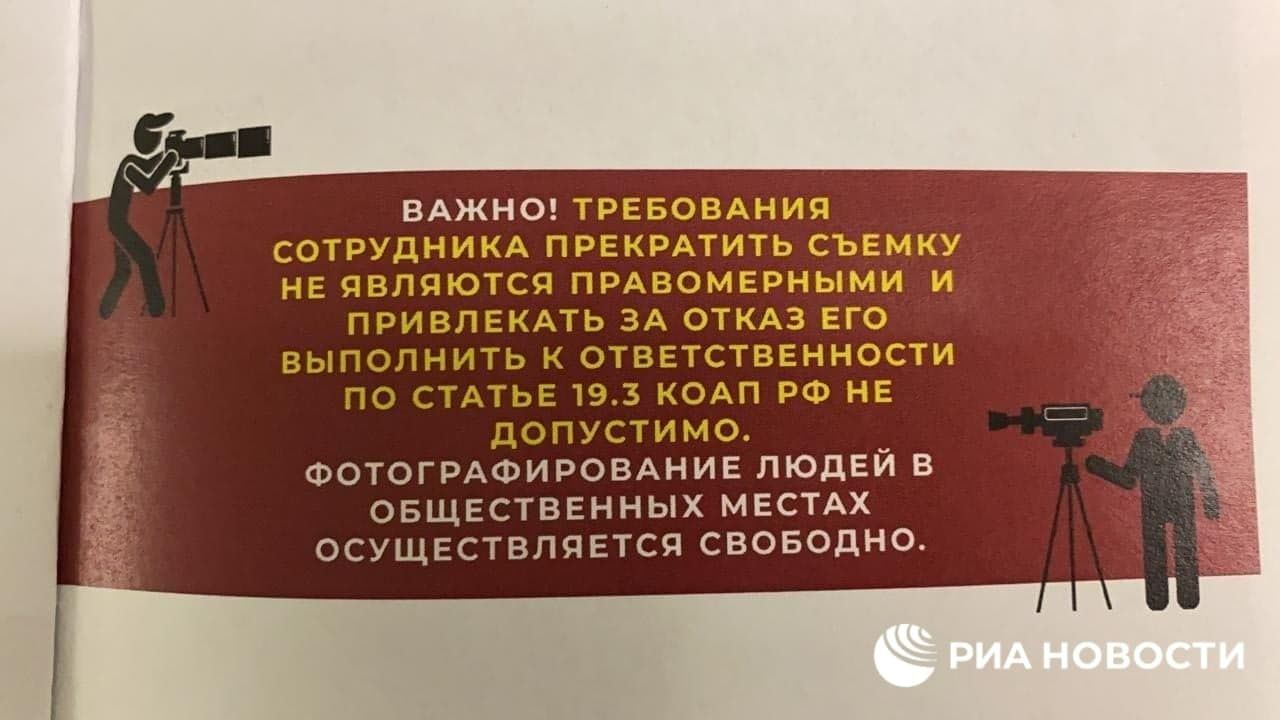 ВАЖНО! ТРЕБОВАНИЯ
СОТРУДНИКА ПРЕКРАТИТЬ СЪЕМКУ
НЕ ЯВЛЯЮТСЯ ПРАВОМЕРНЫМИ И
ПРИВЛЕКАТЬ ЗА ОТКАЗ ЕГО
ВЫПОЛНИТЬ К ОТВЕТСТВЕННОСТИ
ПО СТАТЬЕ 19.3 КОАП РФ НЕ
ДОПУСТИМО.
ФОТОГРАФИРОВАНИЕ ЛЮДЕЙ В
ОБЩЕСТВЕННЫХ МЕСТАХ
ОСУЩЕСТВЛЯЕТСЯ СВОБОДНО.
РИА НОВОСТИ